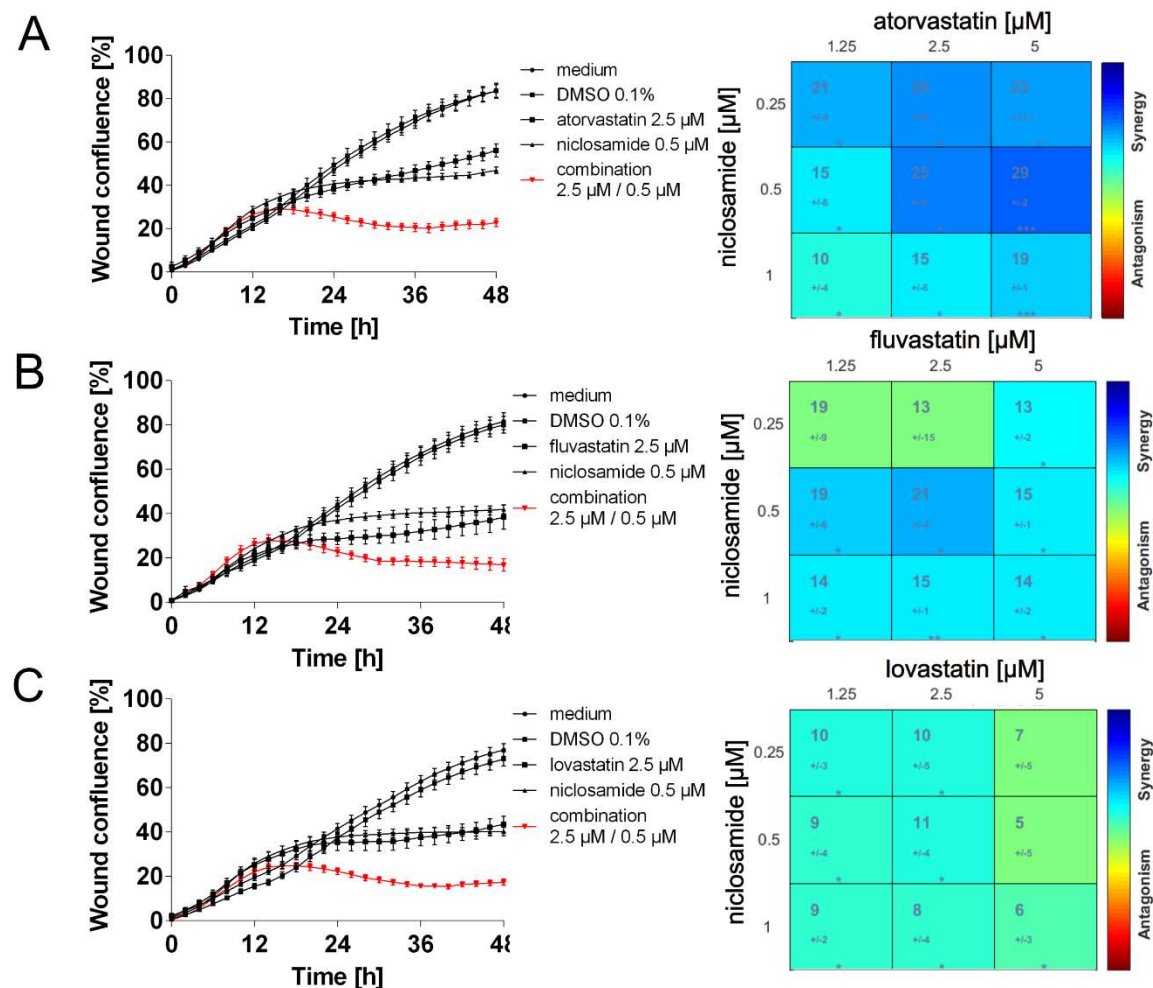 A
Wound confluence [%]
100
80
60
40
20
0
0 12 24 36 48
Time [h]
medium
DMSO 0.1%
atorvastatin 2.5 µM
niclosamide 0.5 µM
combination
2.5 µM / 0.5 µM
atorvastatin [µM]
1.25 2.5 5
niclosamide [µM]
0.25
0.5
1
21
+/-4
15 25 29
+/-6 +/-2
* * ***
10 15 19
+/-4 +/-6 +/-1
* * ***
Synergy
Antagonism
B
Wound confluence [%]
100
80
60
40
20
0
0 12 24 36 48
Time [h]
medium
DMSO 0.1%
fluvastatin 2.5 µM
niclosamide 0.5 µM
combination
2.5 µM / 0.5 µM
fluvastatin [µM]
1.25 2.5 5
niclosamide [µM]
0.25
0.5
1
19 13 13
+/-9 +/-15 +/-2
*
19 21 15
+/-6 +/-1
* *
14 15 14
+/-2 +/-1 +/-2
* ** *
Synergy
Antagonism
C
Wound confluence [%]
100
80
60
40
20
0
0 12 24 36 48
Time [h]
medium
DMSO 0.1%
lovastatin 2.5 µM
niclosamide 0.5 µM
combination
2.5 µM / 0.5 µM
lovastatin [µM]
1.25 2.5 5
niclosamide [µM]
0.25
0.5
1
10 10 7
+/-3 +/-5 +/-5
* *
9 11 5
+/-4 +/-4 +/-5
* *
9 8 6
+/-2 +/-4 +/-3
* * *
Synergy
Antagonism